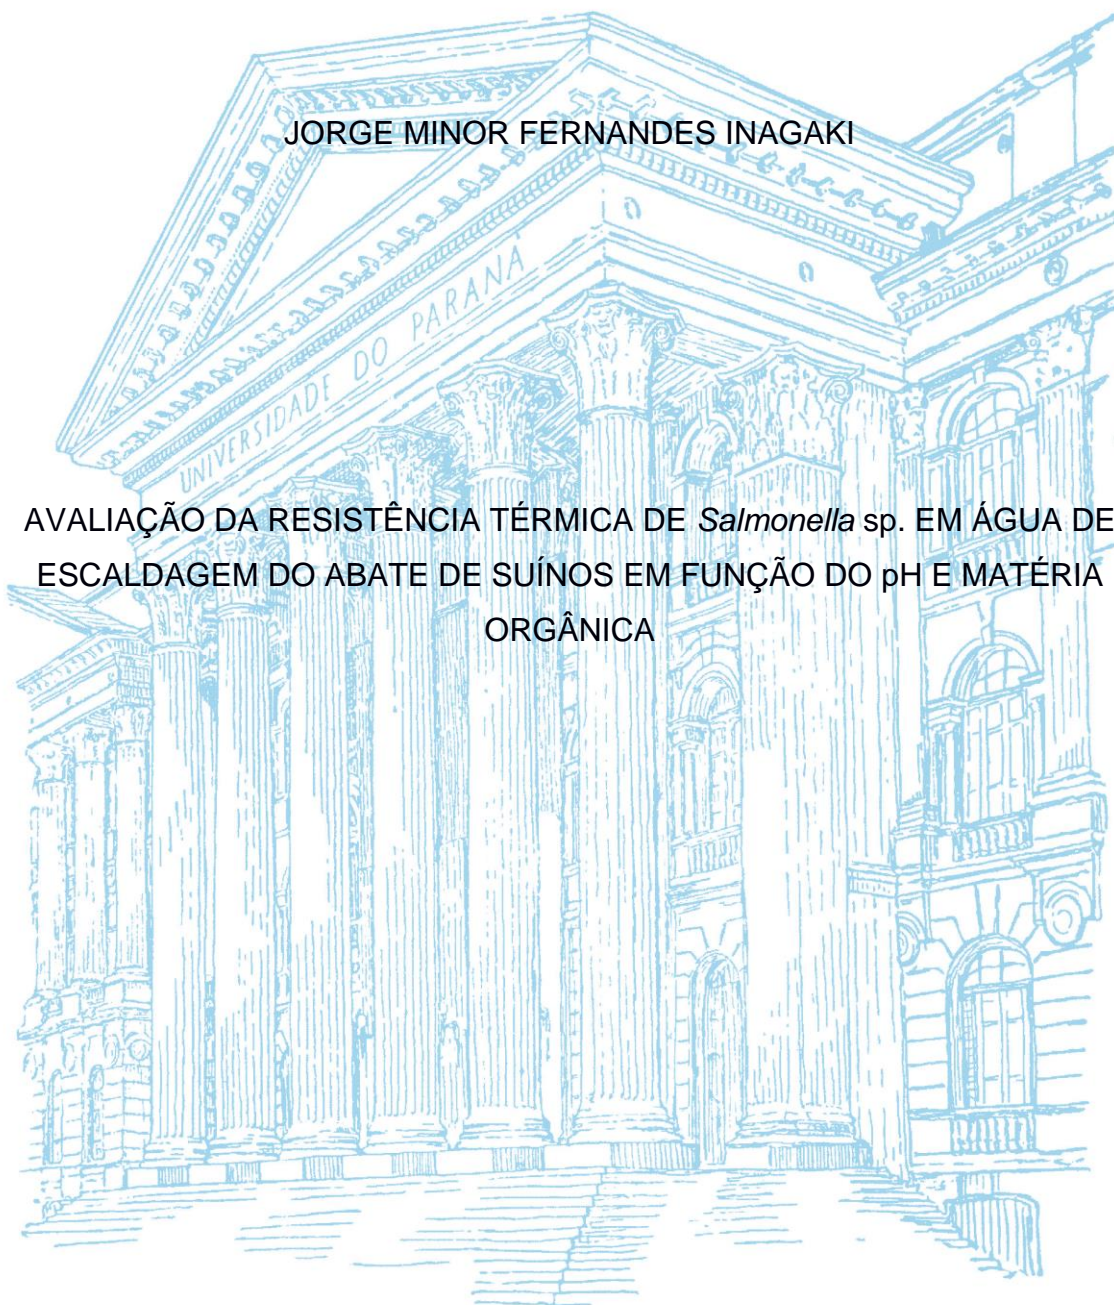 JORGE MINOR FERNANDES INAGAKI
UNIVERSIDADE DO PARANÁ
AVALIAÇÃO DA RESISTÊNCIA TÉRMICA DE Salmonella sp. EM ÁGUA DE
ESCALDAGEM DO ABATE DE SUÍNOS EM FUNÇÃO DO pH E MATÉRIA
ORGÂNICA